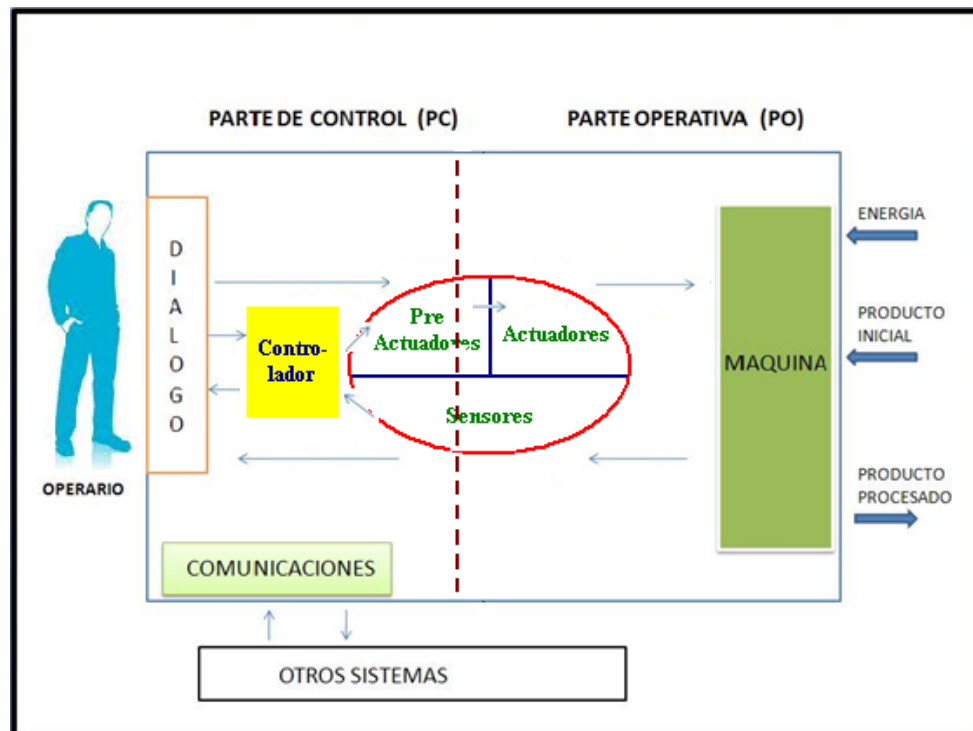 PARTE DE CONTROL (PC)
PARTE OPERATIVA (PO)
D
I
A
L
O
G
O
OPERARIO
Contro-
lador
Pre
Actuadores
Actuadores
Sensores
MAQUINA
ENERGIA
PRODUCTO
INICIAL
PRODUCTO
PROCESADO
COMUNICACIONES
OTROS SISTEMAS